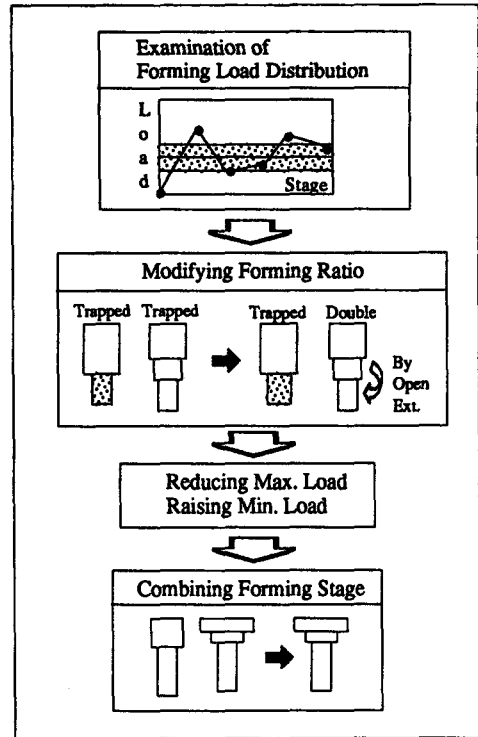 Examination of
Forming Load Distribution
L
o
a
d
Stage
Modifying Forming Ratio
Trapped Trapped Trapped Double
By
Open
Ext.
Reducing Max. Load
Raising Min. Load
Combining Forming Stage